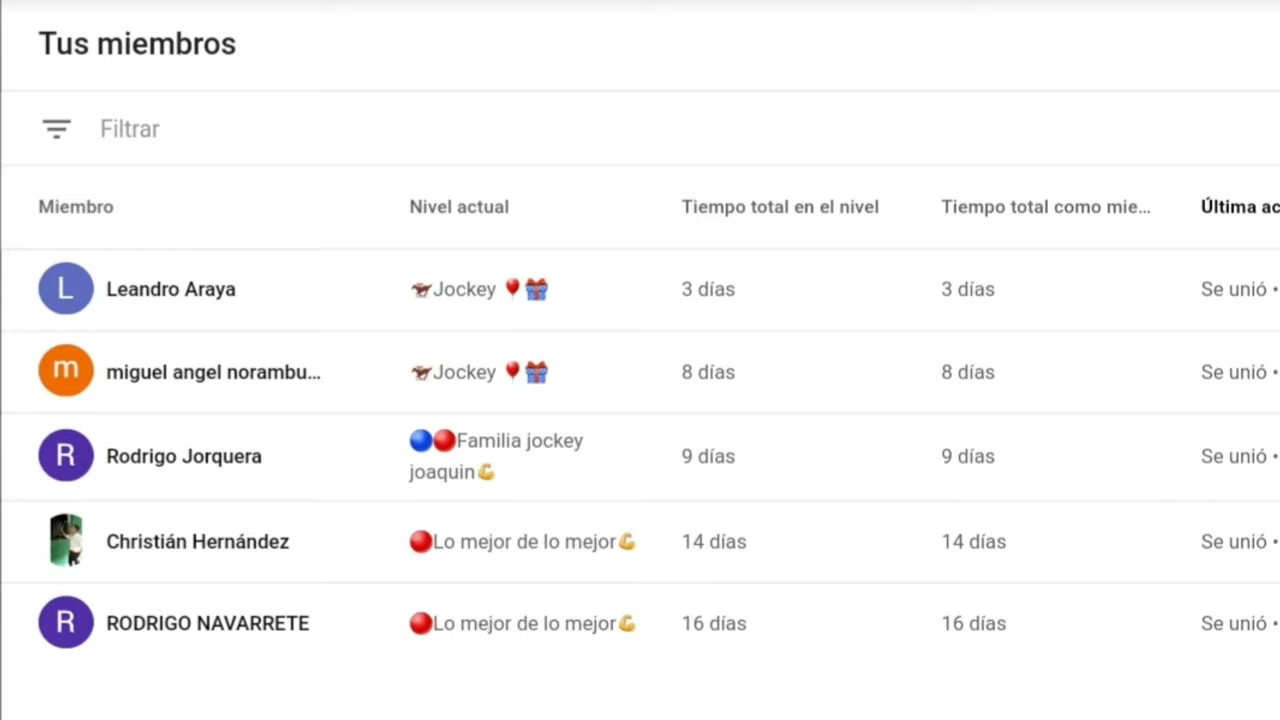 Tus miembros
Filtrar
Miembro Nivel actual Tiempo total en el nivel Tiempo total como mie... Última ac
L Leandro Araya 🏇Jockey 🎈🎁 3 días 3 días Se unió •
m miguel angel norambu... 🏇Jockey 🎈🎁 8 días 8 días Se unió •
R Rodrigo Jorquera 🔵🔴Familia jockey joaquin💪 9 días 9 días Se unió •
Christián Hernández 🔴Lo mejor de lo mejor💪 14 días 14 días Se unió •
R RODRIGO NAVARRETE 🔴Lo mejor de lo mejor💪 16 días 16 días Se unió •